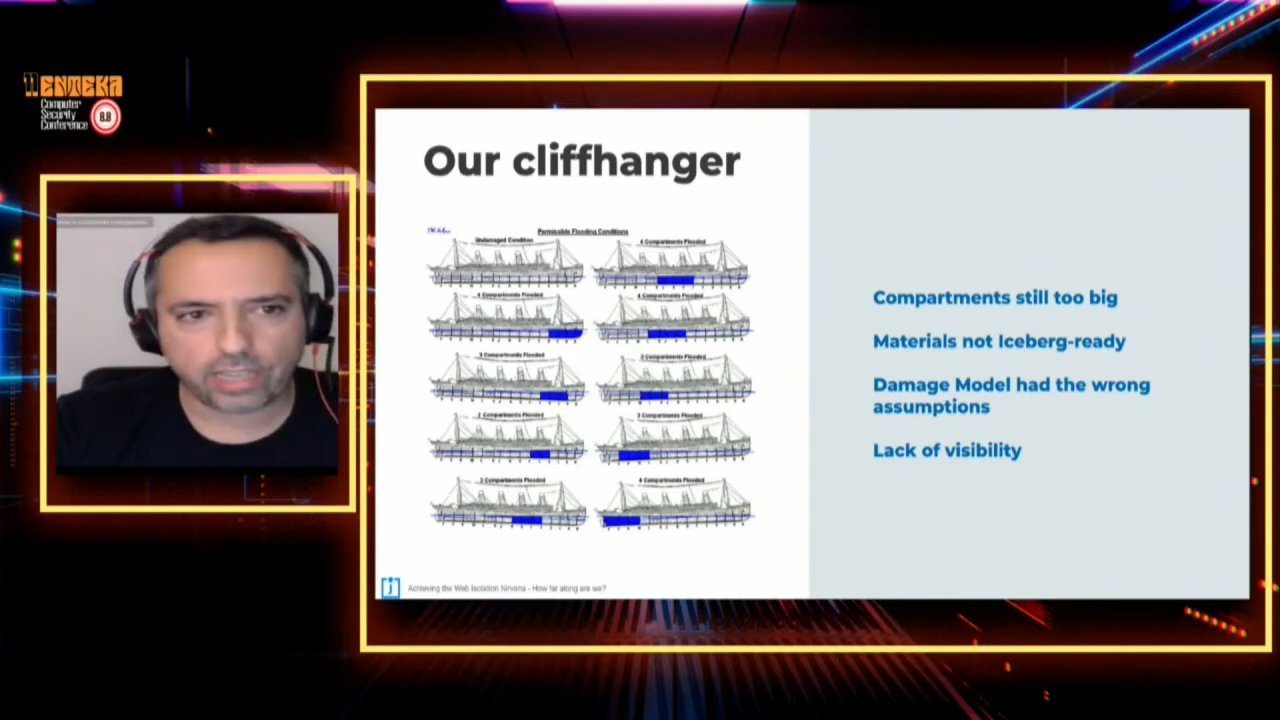 11ENTEKA
Computer
Security
Conference
8.8
Our cliffhanger
Permissible Flooding Conditions
Undamaged Condition
4 Compartments Flooded
4 Compartments Flooded
4 Compartments Flooded
3 Compartments Flooded
3 Compartments Flooded
2 Compartments Flooded
3 Compartments Flooded
3 Compartments Flooded
4 Compartments Flooded
Compartments still too big
Materials not Iceberg-ready
Damage Model had the wrong
assumptions
Lack of visibility
[j] Achieving the Web Isolation Nirvana - How far along are we?